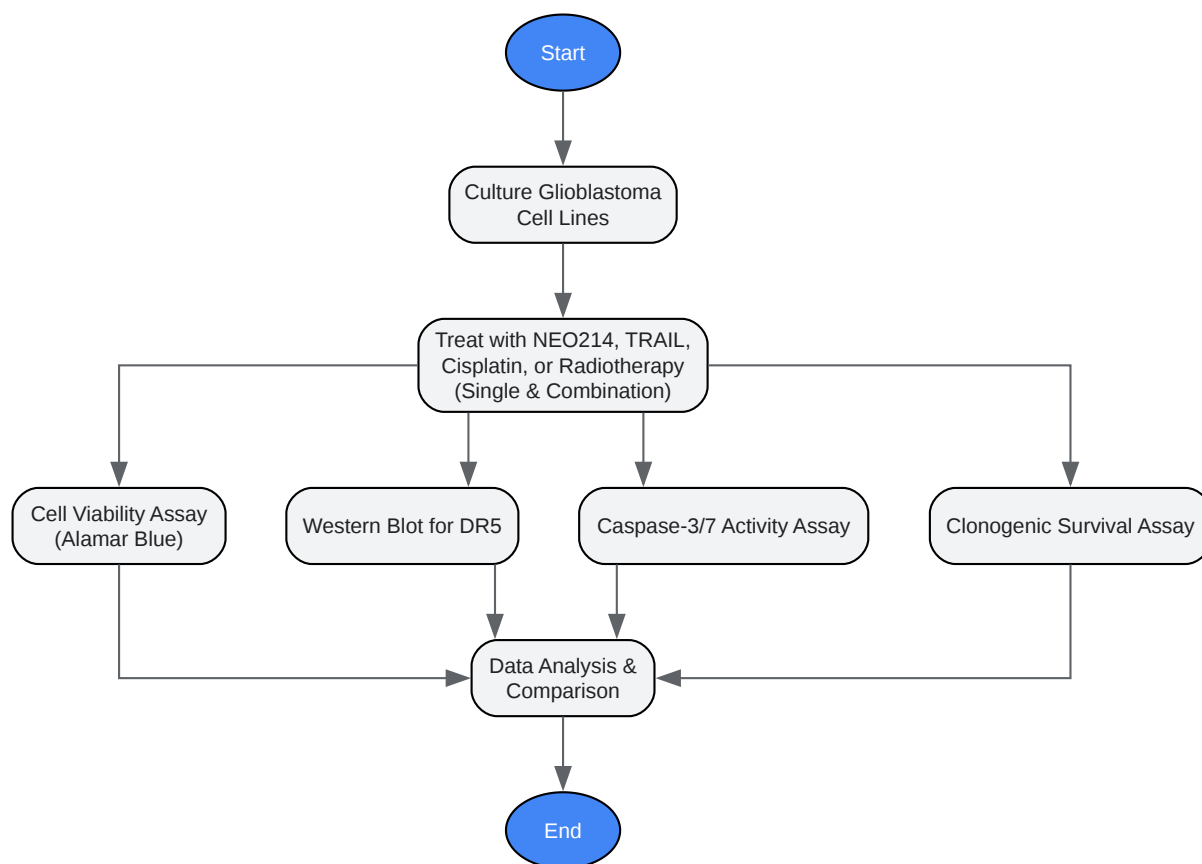 Start
Culture Glioblastoma
Cell Lines
Treat with NEO214, TRAIL,
Cisplatin, or Radiotherapy
(Single & Combination)
Cell Viability Assay
(Alamar Blue)
Western Blot for DR5
Caspase-3/7 Activity Assay
Clonogenic Survival Assay
Data Analysis &
Comparison
End